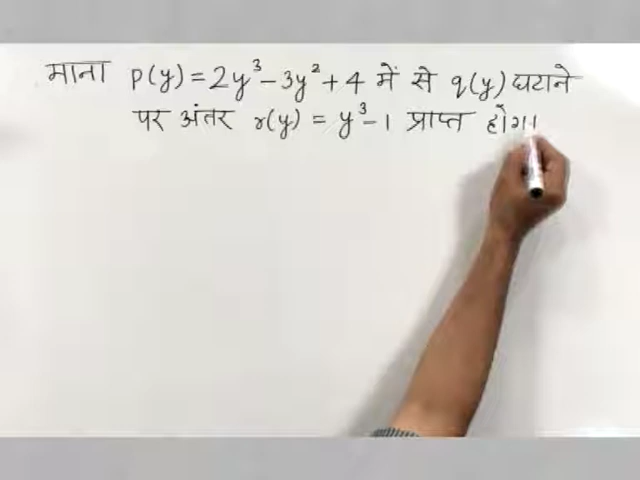 माना p(y) = 2y³ - 3y² + 4 में से q(y) घटाने
पर अंतर r(y) = y³ - 1 प्राप्त होगा